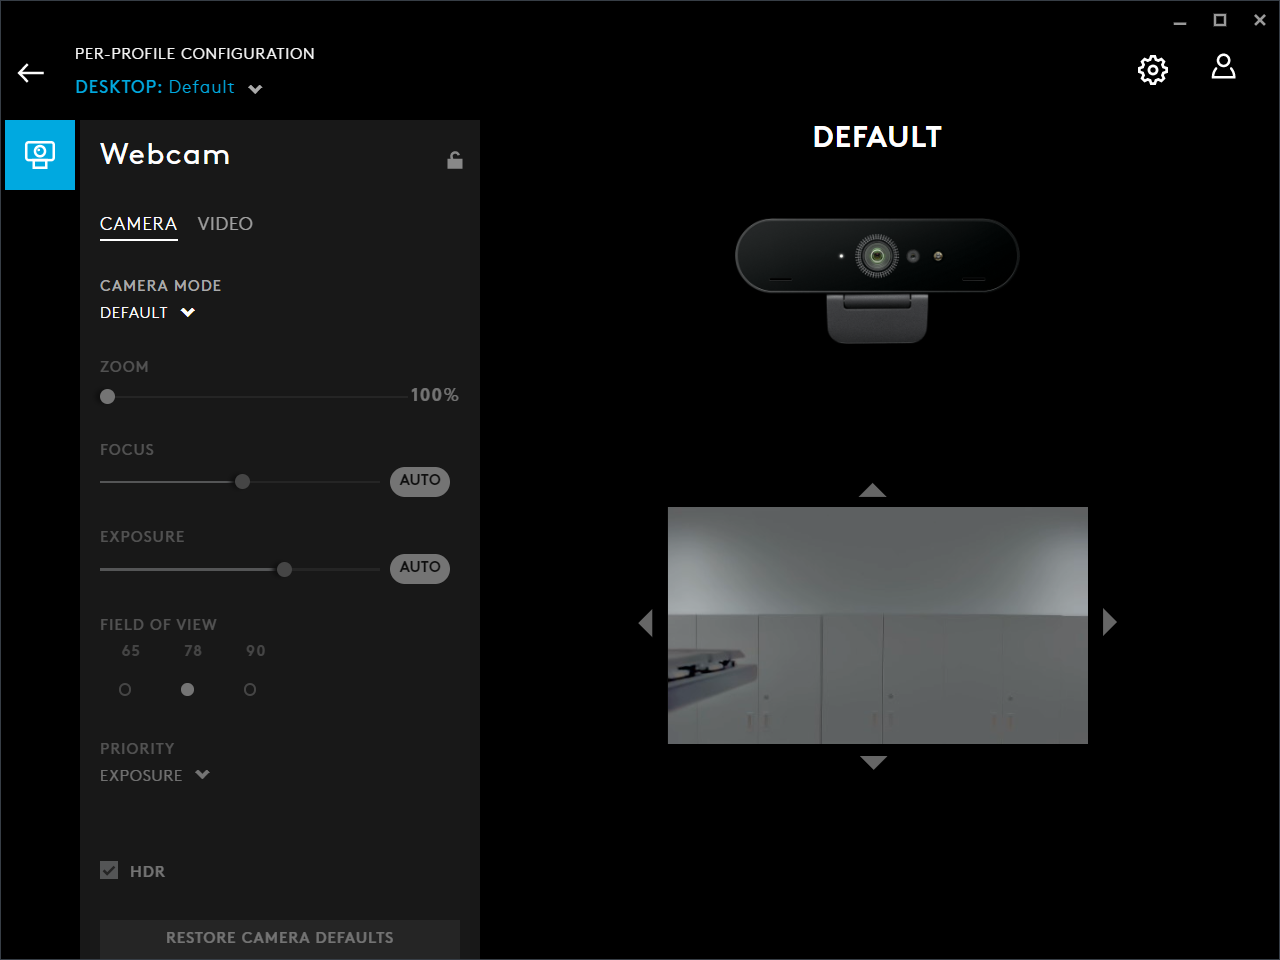 PER-PROFILE CONFIGURATION
DESKTOP: Default
DEFAULT
Webcam
CAMERA VIDEO
CAMERA MODE
DEFAULT
ZOOM
100%
FOCUS
AUTO
EXPOSURE
AUTO
FIELD OF VIEW
65 78 90
PRIORITY
EXPOSURE
HDR
RESTORE CAMERA DEFAULTS